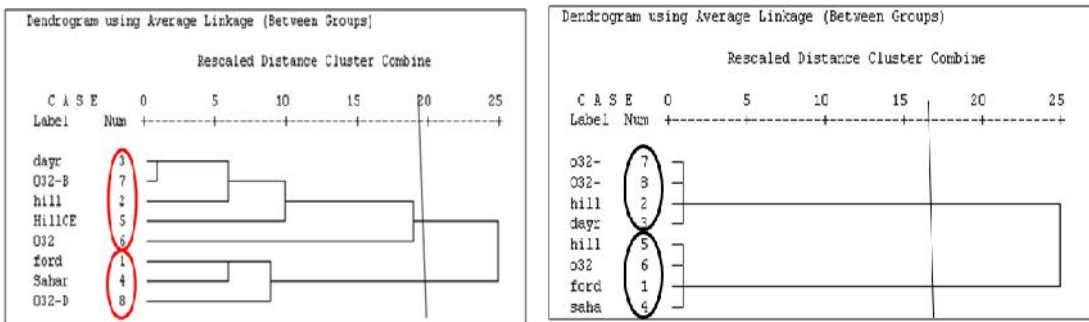 Dendrogram using Average Linkage (Between Groups)
Rescaled Distance Cluster Combine
C A S E 0 5 10 15 20 25
Label Num +---------+---------+---------+---------+---------+
dayr 3
O32-B 7
hill 2
HillCE 5
O32 6
ford 1
Sahar 4
O32-D 8
Dendrogram using Average Linkage (Between Groups)
Rescaled Distance Cluster Combine
C A S E 0 5 10 15 20 25
Label Num +---------+---------+---------+---------+---------+
o32- 7
O32- 8
hill 2
dayr 3
hill 5
o32 6
ford 1
saha 4